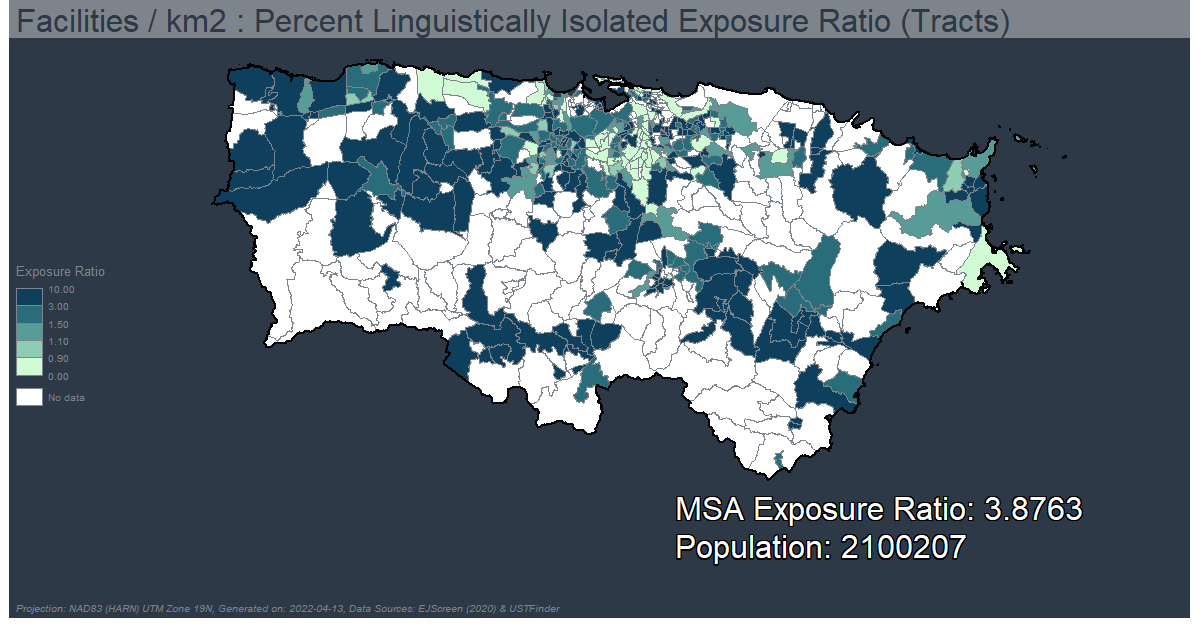 Facilities / km2 : Percent Linguistically Isolated Exposure Ratio (Tracts)
Exposure Ratio
10.00
3.00
1.50
1.10
0.90
0.00
No data
MSA Exposure Ratio: 3.8763
Population: 2100207
Projection: NAD83 (HARN) UTM Zone 19N, Generated on: 2022-04-13, Data Sources: EJScreen (2020) & USTFinder